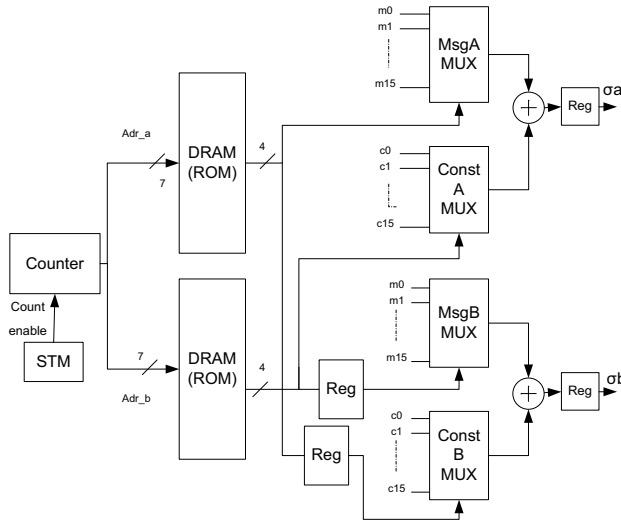 m0
m1
m15
MsgA
MUX
Reg
σa
Adr_a
7
DRAM
(ROM)
4
c0
c1
c15
Const
A
MUX
Counter
Count
enable
STM
7
Adr_b
DRAM
(ROM)
4
Reg
m0
m1
m15
MsgB
MUX
Reg
σb
Reg
c0
c1
c15
Const
B
MUX